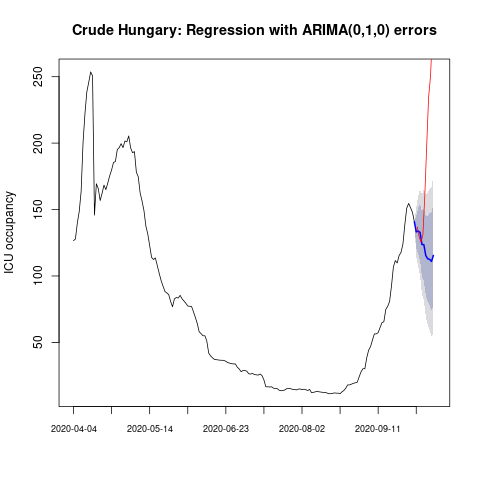 Crude Hungary: Regression with ARIMA(0,1,0) errors
ICU occupancy
250
200
150
100
50
2020-04-04 2020-05-14 2020-06-23 2020-08-02 2020-09-11